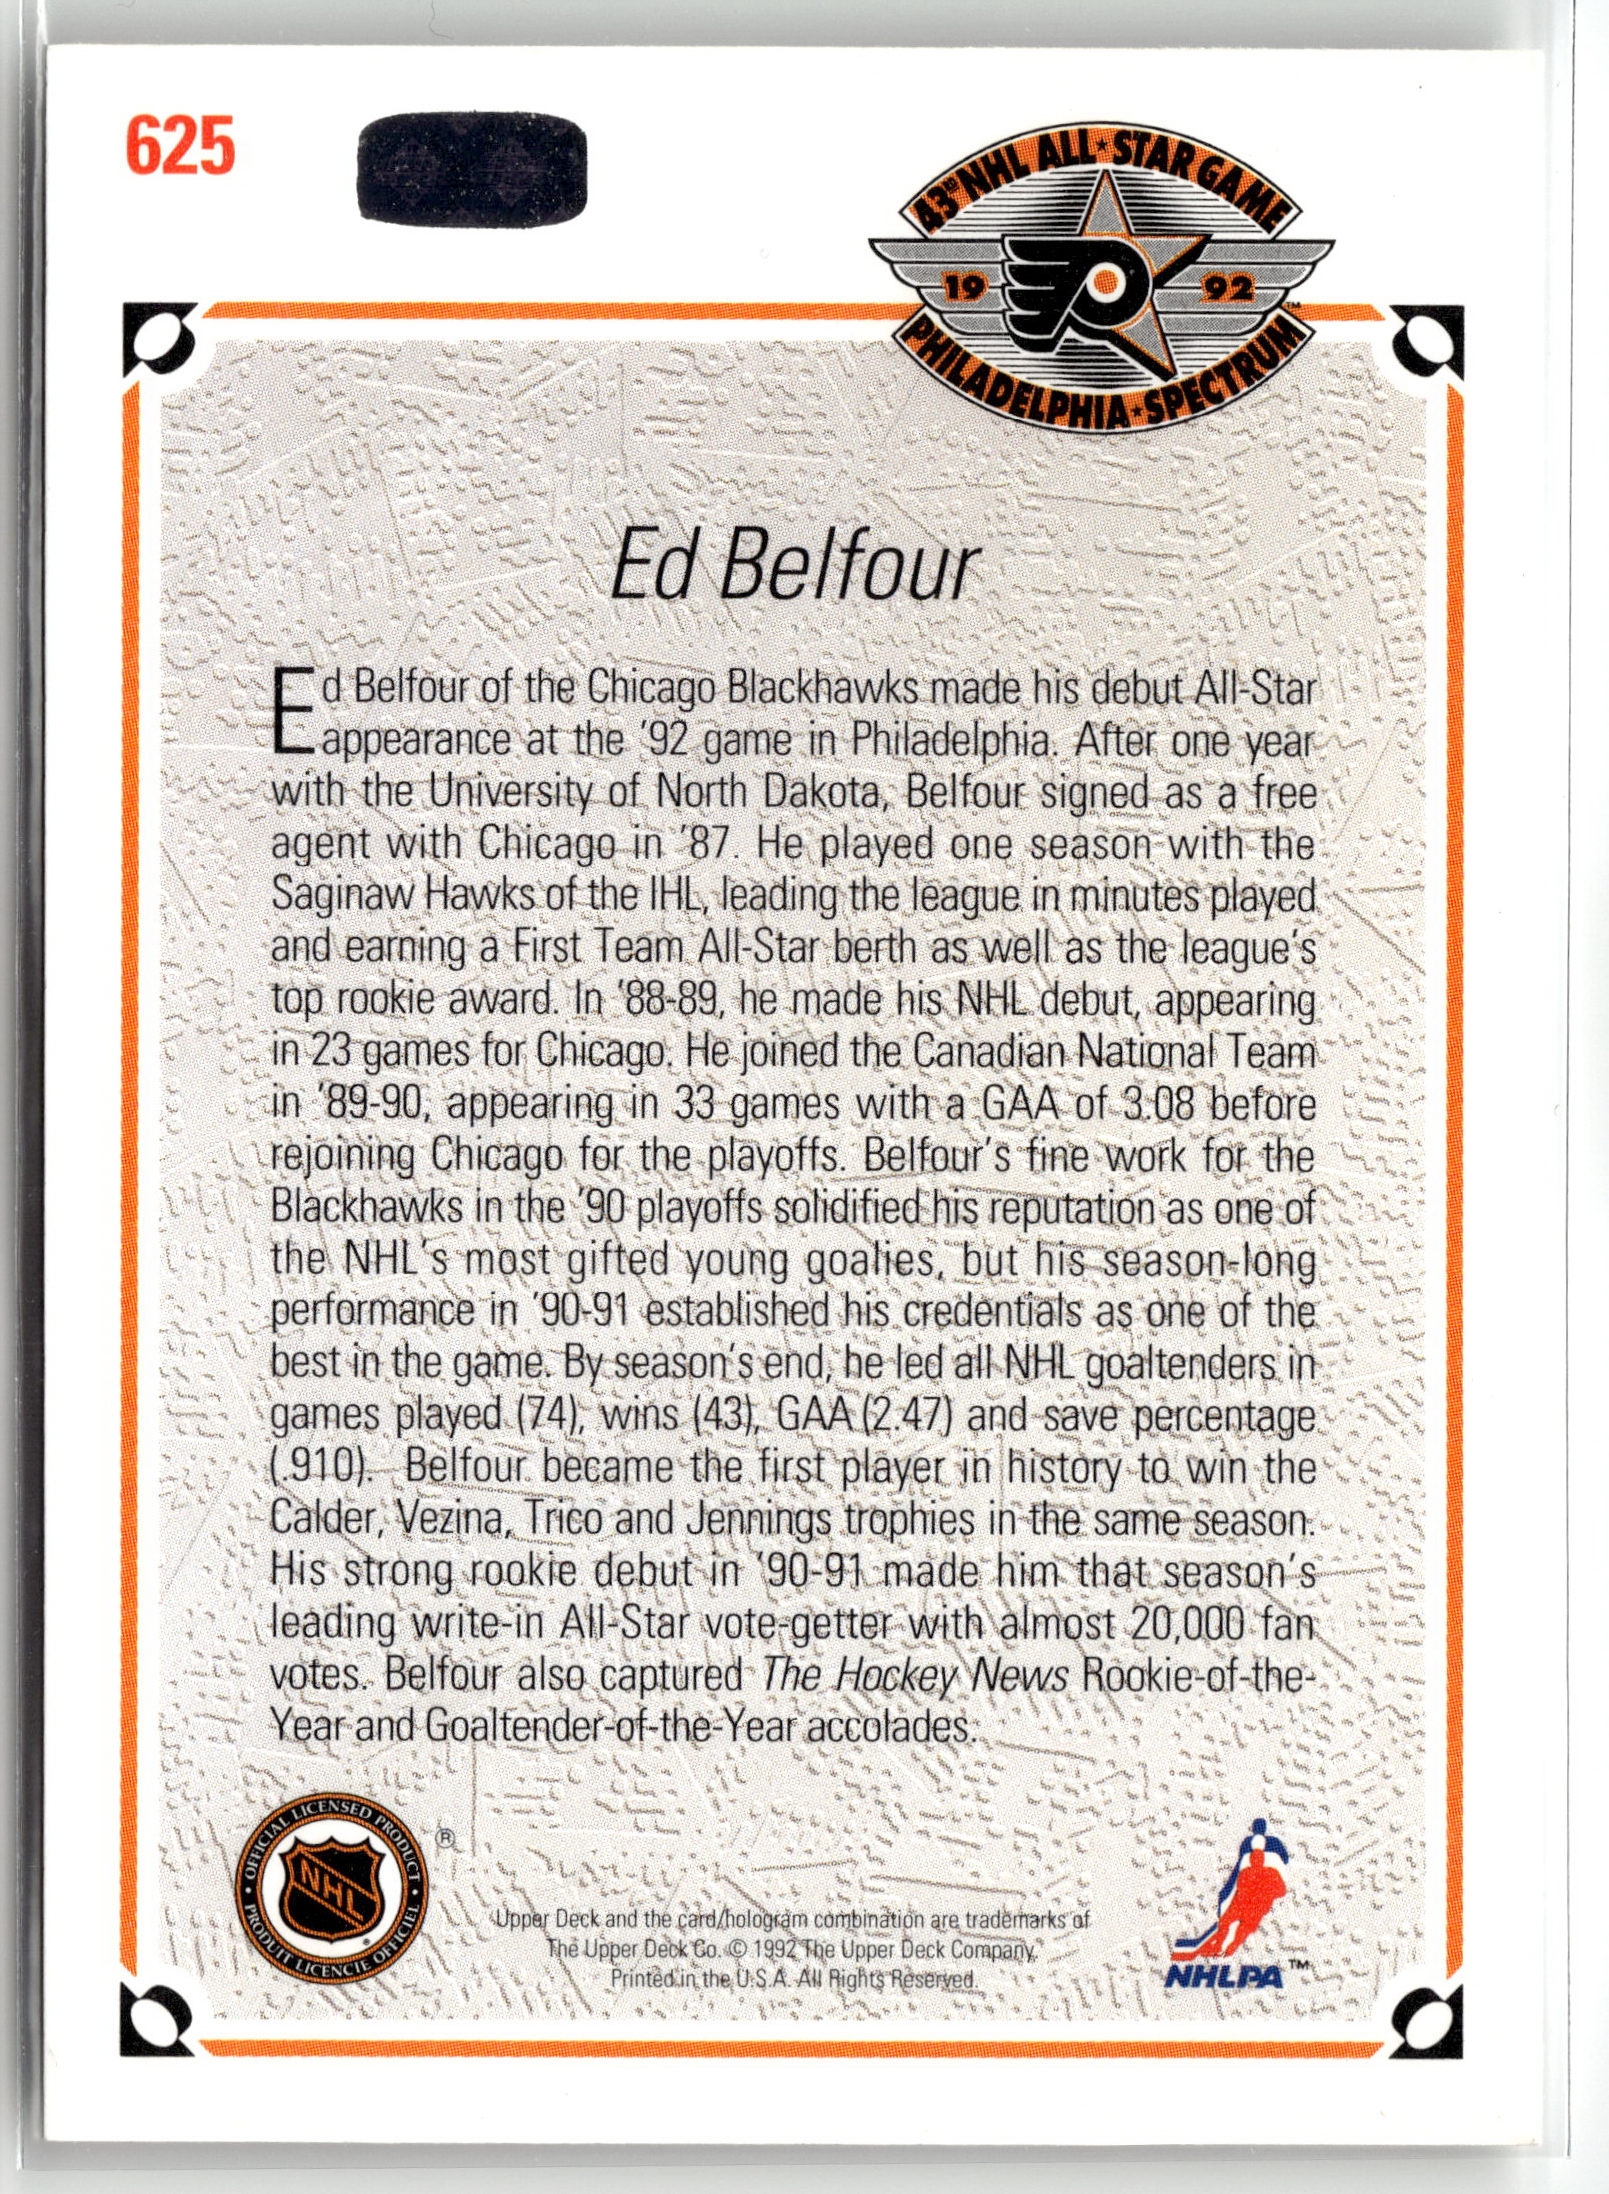 625
43RD NHL ALL★STAR GAME
19 92
™
PHILADELPHIA★SPECTRUM
Ed Belfour
Ed Belfour of the Chicago Blackhawks made his debut All-Star
appearance at the '92 game in Philadelphia. After one year
with the University of North Dakota, Belfour signed as a free
agent with Chicago in '87. He played one season with the
Saginaw Hawks of the IHL, leading the league in minutes played
and earning a First Team All-Star berth as well as the league's
top rookie award. In '88-89, he made his NHL debut, appearing
in 23 games for Chicago. He joined the Canadian National Team
in '89-90, appearing in 33 games with a GAA of 3.08 before
rejoining Chicago for the playoffs. Belfour's fine work for the
Blackhawks in the '90 playoffs solidified his reputation as one of
the NHL's most gifted young goalies, but his season-long
performance in '90-91 established his credentials as one of the
best in the game. By season's end, he led all NHL goaltenders in
games played (74), wins (43), GAA (2.47) and save percentage
(.910). Belfour became the first player in history to win the
Calder, Vezina, Trico and Jennings trophies in the same season.
His strong rookie debut in '90-91 made him that season's
leading write-in All-Star vote-getter with almost 20,000 fan
votes. Belfour also captured The Hockey News Rookie-of-the-
Year and Goaltender-of-the-Year accolades.
• OFFICIAL LICENSED PRODUCT •
NHL
PRODUIT LICENCIE OFFICIEL
®
Upper Deck and the card/hologram combination are trademarks of
The Upper Deck Co. © 1992 The Upper Deck Company.
Printed in the U.S.A. All Rights Reserved.
NHLPA™